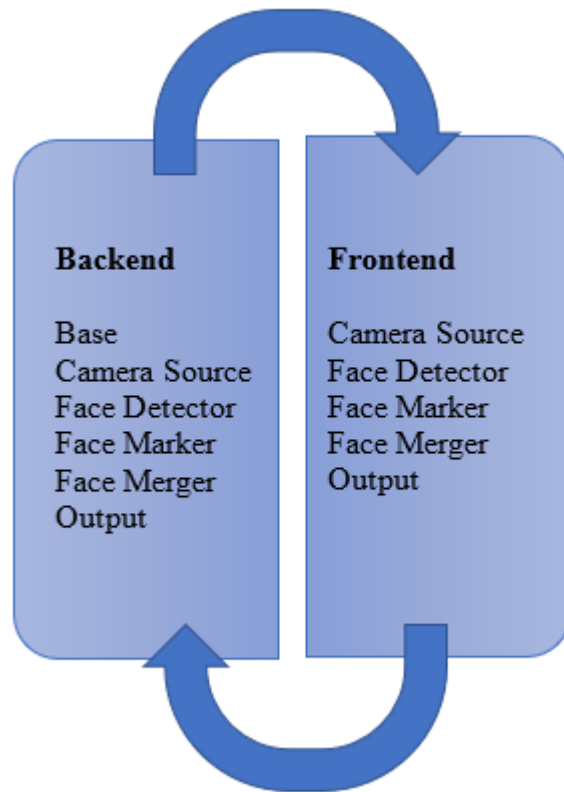 Backend
Base
Camera Source
Face Detector
Face Marker
Face Merger
Output
Frontend
Camera Source
Face Detector
Face Marker
Face Merger
Output